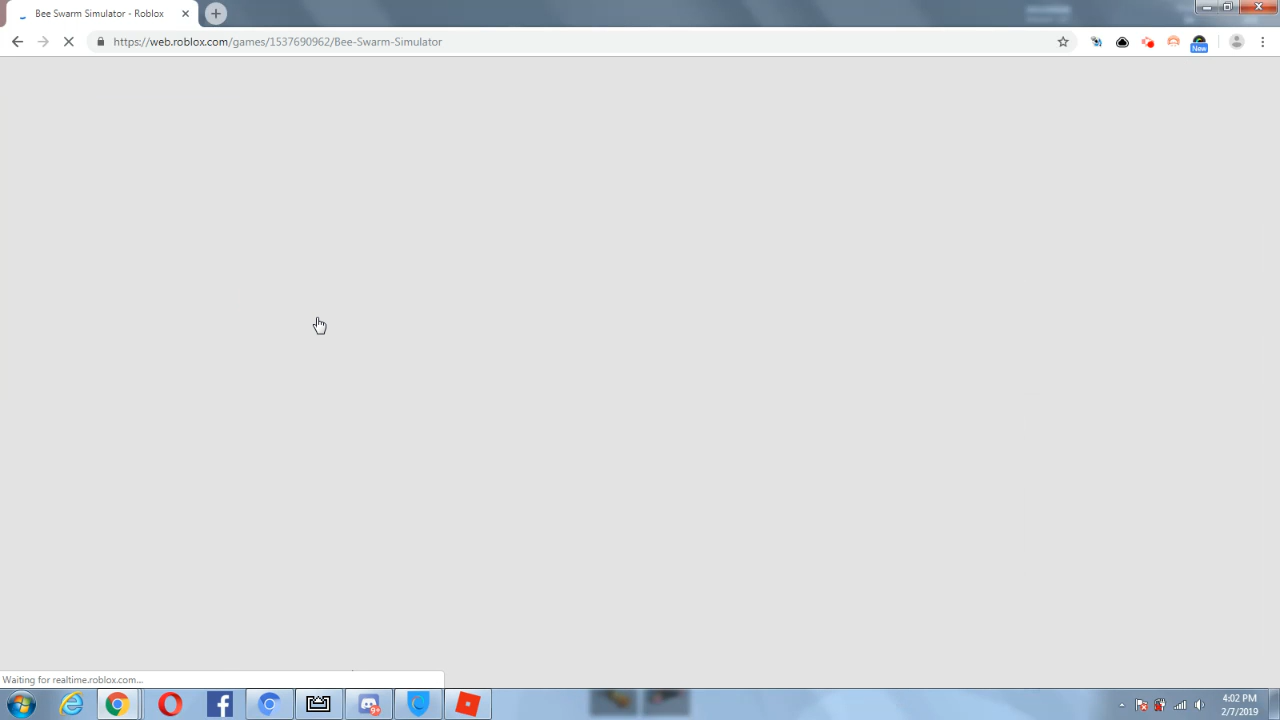 Bee Swarm Simulator - Roblox
https://web.roblox.com/games/1537690962/Bee-Swarm-Simulator
New
Waiting for realtime.roblox.com...
9+
4:02 PM
2/7/2019